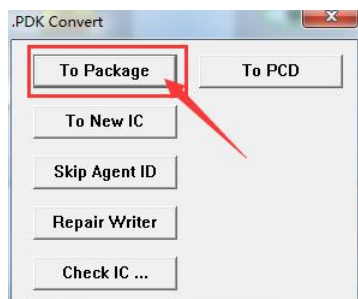 .PDK Convert
To Package
To PCD
To New IC
Skip Agent ID
Repair Writer
Check IC ...